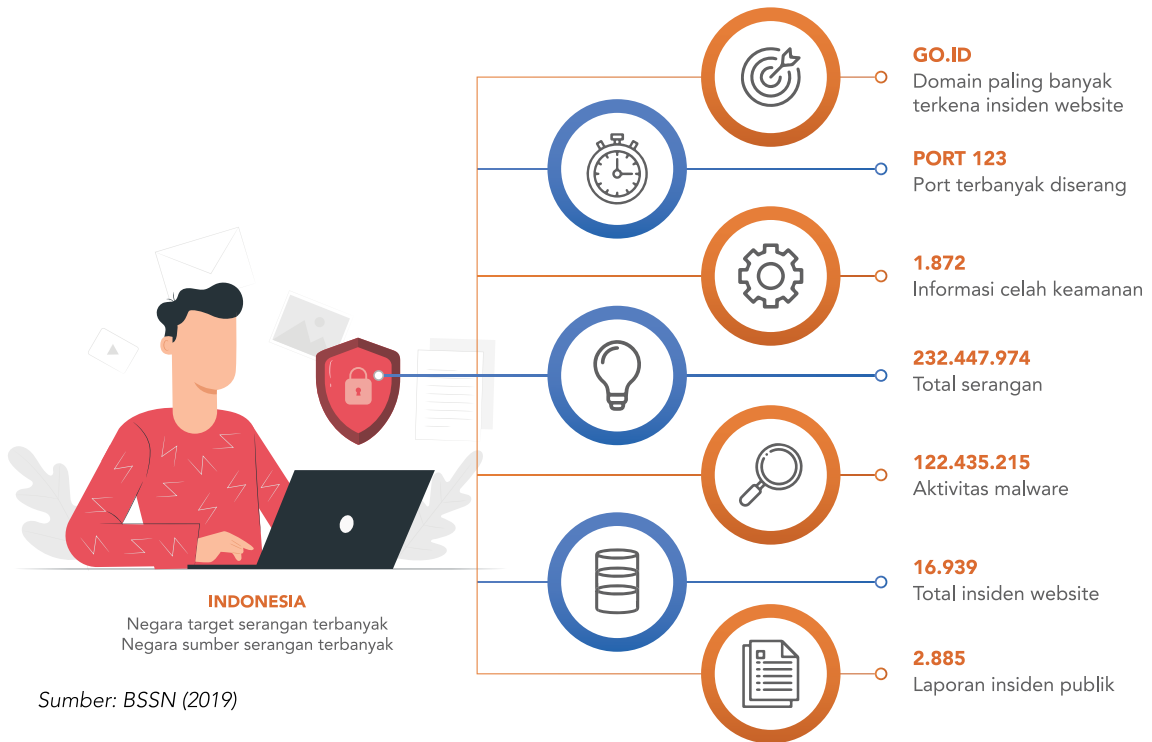 GO.ID
Domain paling banyak
terkena insiden website
PORT 123
Port terbanyak diserang
1.872
Informasi celah keamanan
232.447.974
Total serangan
122.435.215
Aktivitas malware
16.939
Total insiden website
2.885
Laporan insiden publik
INDONESIA
Negara target serangan terbanyak
Negara sumber serangan terbanyak
Sumber: BSSN (2019)